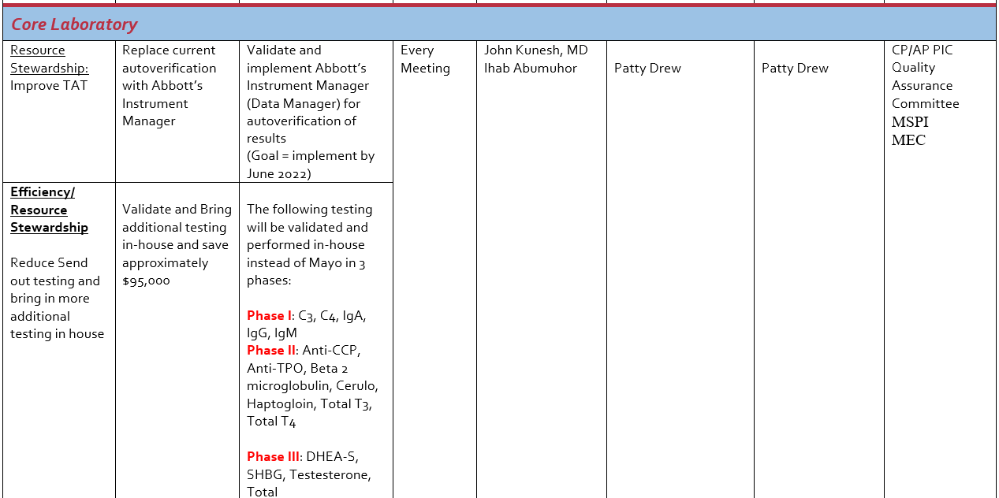 Core Laboratory
Resource
Stewardship:
Improve TAT
Replace current
autoverification
with Abbott's
Instrument
Manager
Validate and
implement Abbott's
Instrument Manager
(Data Manager) for
autoverification of
results
(Goal = implement by
June 2022)
Every
Meeting
John Kunesh, MD
Ihab Abumuhor
Patty Drew
Patty Drew
CP/AP PIC
Quality
Assurance
Committee
MSPI
MEC
Efficiency/
Resource
Stewardship
Reduce Send
out testing and
bring in more
additional
testing in house
Validate and Bring
additional testing
in-house and save
approximately
$95,000
The following testing
will be validated and
performed in-house
instead of Mayo in 3
phases:
Phase I: C3, C4, IgA,
IgG, IgM
Phase II: Anti-CCP,
Anti-TPO, Beta 2
microglobulin, Cerulo,
Haptogloin, Total T3,
Total T4
Phase III: DHEA-S,
SHBG, Testesterone,
Total